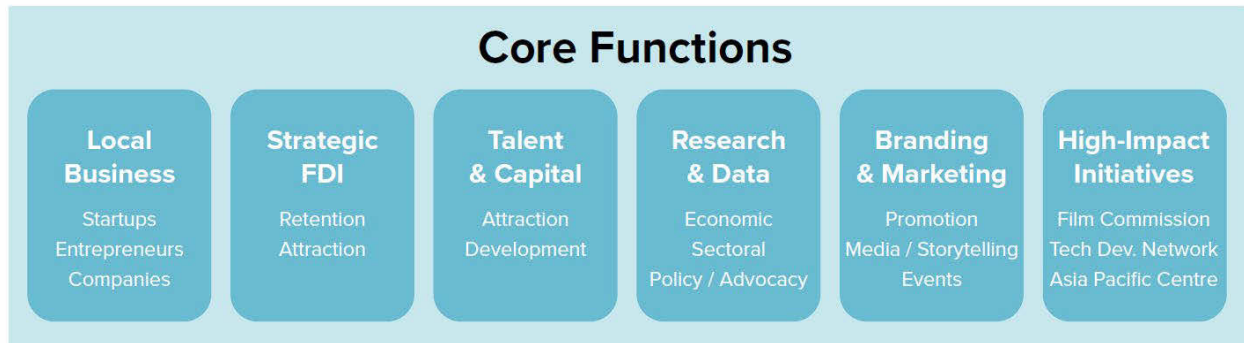 Core Functions
Local
Business
Startups
Entrepreneurs
Companies
Strategic
FDI
Retention
Attraction
Talent
& Capital
Attraction
Development
Research
& Data
Economic
Sectoral
Policy / Advocacy
Branding
& Marketing
Promotion
Media / Storytelling
Events
High-Impact
Initiatives
Film Commission
Tech Dev. Network
Asia Pacific Centre